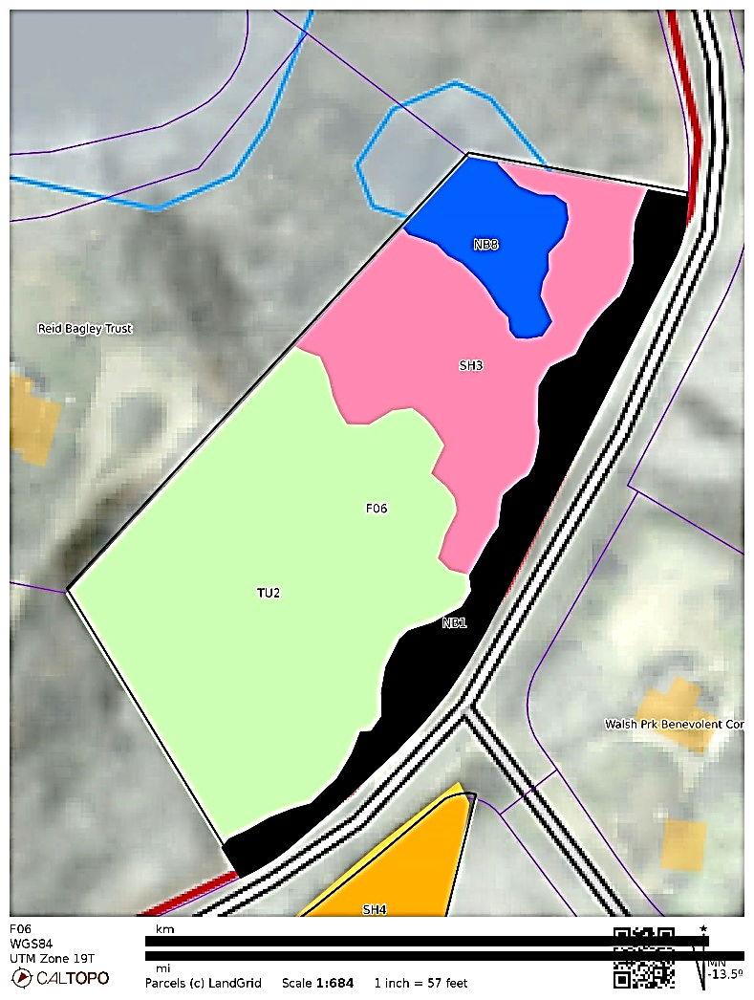 NB8
Reid Bagley Trust
SH3
F06
TU2
NB1
Walsh Prk Benevolent Cor
SH4
F06
WGS84
UTM Zone 19T
CALTOPO
km
mi
Parcels (c) LandGrid Scale 1:684 1 inch = 57 feet
MN
-13.5º